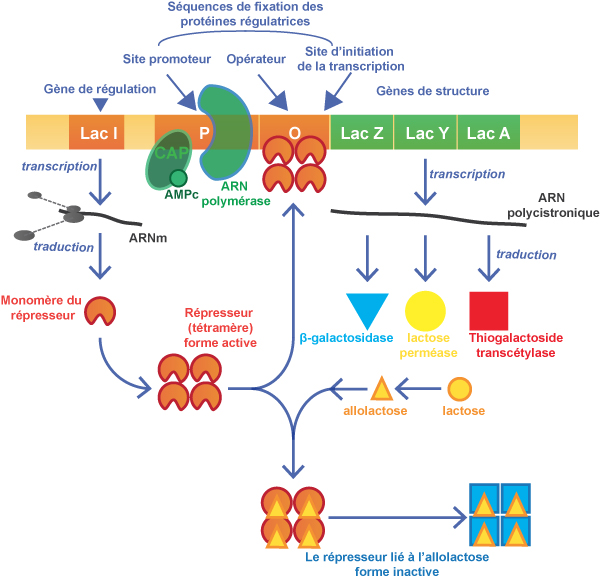 Séquences de fixation des
protéines régulatrices
Site promoteur
Opérateur
Site d'initiation
de la transcription
Gène de régulation
Gènes de structure
Lac I
P
O
Lac Z
Lac Y
Lac A
CAP
AMPc
ARN
polymérase
transcription
transcription
ARNm
ARN
polycistronique
traduction
traduction
Monomère du
répresseur
Répresseur
(tétramère)
forme active
β-galactosidase
lactose
perméase
Thiogalactoside
transcétylase
allolactose
lactose
Le répresseur lié à l'allolactose
forme inactive